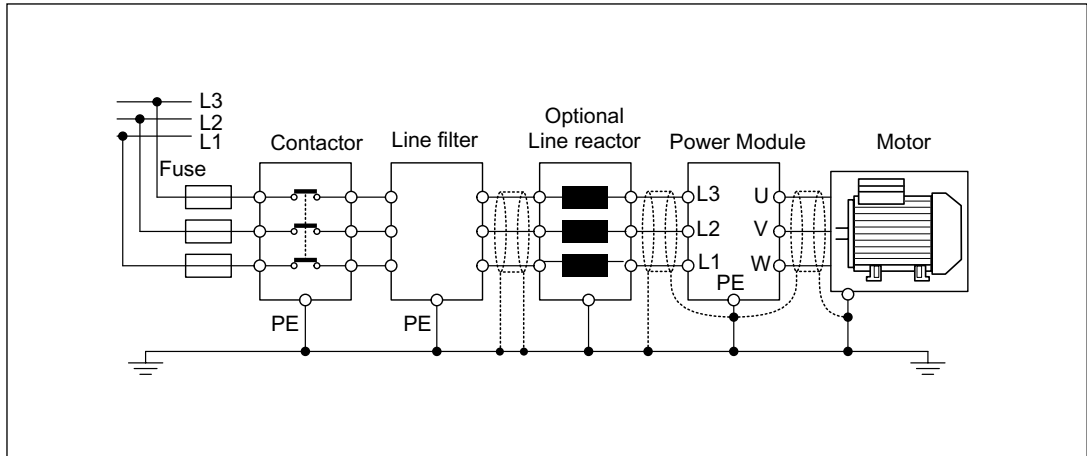 L3
L2
L1
Fuse
Contactor
Line filter
Optional
Line reactor
Power Module
Motor
L3
U
L2
V
L1
W
PE
PE
PE